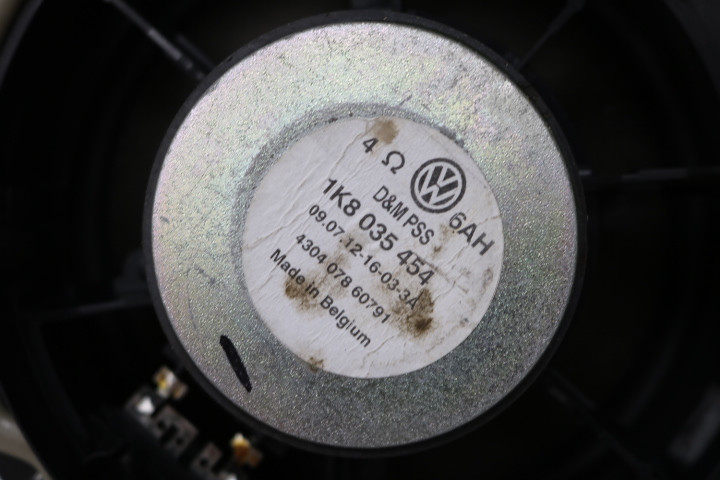 4 Ω
6AH
D&M PSS
1K8 035 454
09.07.12-16-03-3A
4304 078 60791
Made in Belgium